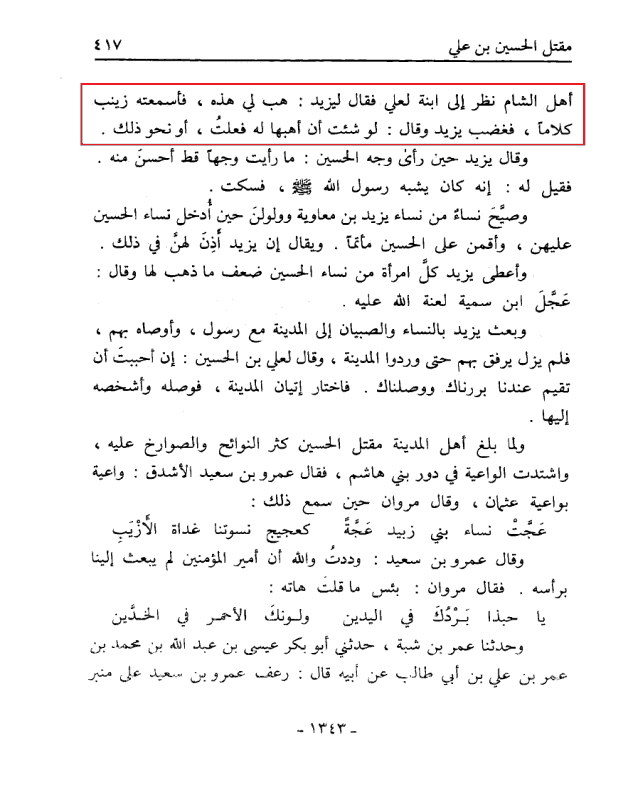 مقتل الحسين بن علي ٤١٧
أهل الشام نظر إلى ابنة لعلي فقال ليزيد : هب لي هذه ، فأسمعته زينب
كلاماً ، فغضب يزيد وقال : لو شئت أن أهبها له فعلتُ ، أو نحو ذلك .
وقال يزيد حين رأى وجه الحسين : ما رأيت وجهاً قط أحسنَ منه .
فقيل له : إنه كان يشبه رسول الله ﷺ ، فسكت .
وصيَّحَ نساءٌ من نساء يزيد بن معاوية وولولنَ حين أُدخل نساء الحسين
عليهن ، وأقمن على الحسين مأتماً . ويقال إن يزيد أَذِنَ لهنَّ في ذلك .
وأعطى يزيد كلَّ امرأة من نساء الحسين ضعف ما ذهب لها وقال :
عَجَّلَ ابن سمية لعنة الله عليه .
وبعث يزيد بالنساء والصبيان إلى المدينة مع رسول ، وأوصاه بهم ،
فلم يزل يرفق بهم حتى وردوا المدينة ، وقال لعلي بن الحسين : إن أحببتَ أن
تقيم عندنا بررناك ووصلناك . فاختار إتيان المدينة ، فوصله وأشخصه
إليها .
ولما بلغ أهل المدينة مقتل الحسين كثر النوائح والصوارخ عليه ،
واشتدت الواعية في دور بني هاشم ، فقال عمرو بن سعيد الأشدق : واعية
بواعية عثمان ، وقال مروان حين سمع ذلك :
عَجَّتْ نساء بني زبيد عَجَّةً كعجيج نسوتنا غداة الأَزْيَبِ
وقال عمرو بن سعيد : وددتُ والله أن أمير المؤمنين لم يبعث إلينا
برأسه . فقال مروان : بئس ما قلتَ هاته :
يا حبذا بَرْدُكَ في اليدين ولونكَ الأحمر في الخدَّين
وحدثنا عمر بن شبة ، حدثني أبو بكر عيسى بن عبد الله بن محمد بن
عمر بن علي بن أبي طالب عن أبيه قال : رعف عمرو بن سعيد على منبر
- ١٣٤٣ -